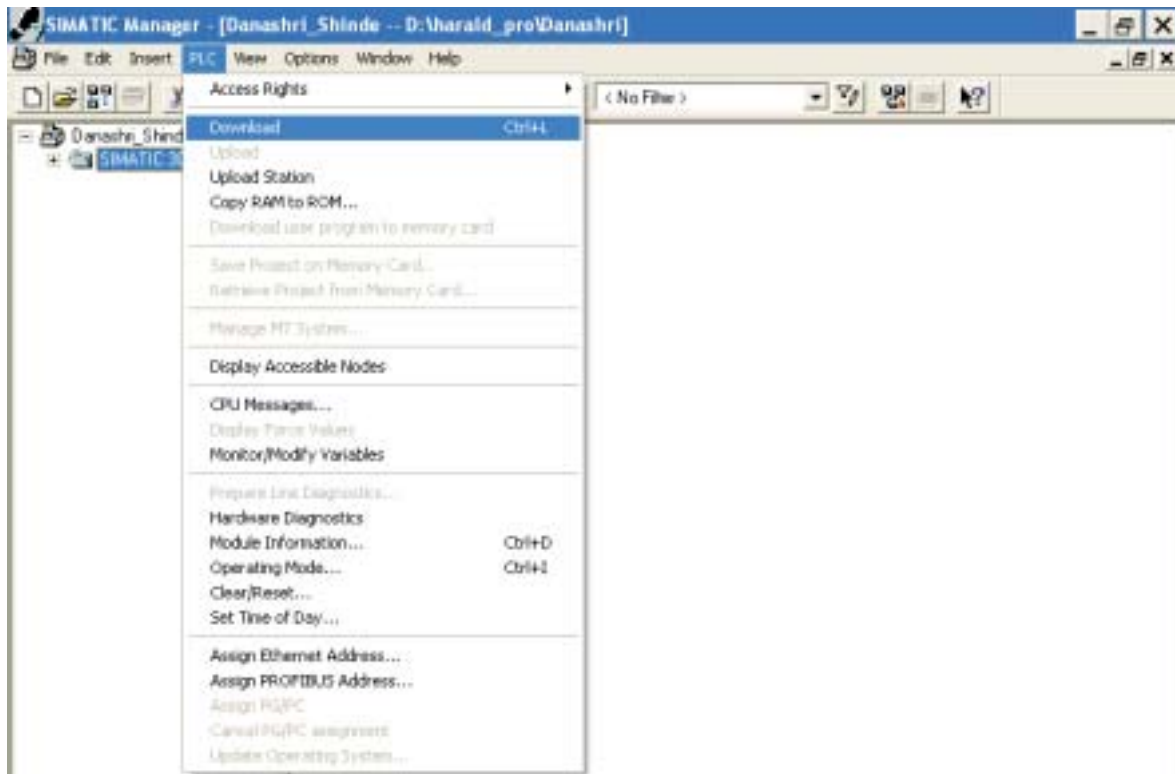 SIMATIC Manager - [Danashri_Shinde -- D:\harald_pro\Danashri]
File Edit Insert PLC View Options Window Help
< No Filter >
Danashri_Shind
SIMATIC 30
Access Rights
Download Ctrl+L
Upload
Upload Station
Copy RAM to ROM...
Download user program to memory card
Save Project on Memory Card...
Retrieve Project from Memory Card...
Manage M7 System...
Display Accessible Nodes
CPU Messages...
Display Force Values
Monitor/Modify Variables
Prepare Line Diagnostics...
Hardware Diagnostics
Module Information... Ctrl+D
Operating Mode... Ctrl+I
Clear/Reset...
Set Time of Day...
Assign Ethernet Address...
Assign PROFIBUS Address...
Assign PG/PC
Cancel PG/PC assignment
Update Operating System...